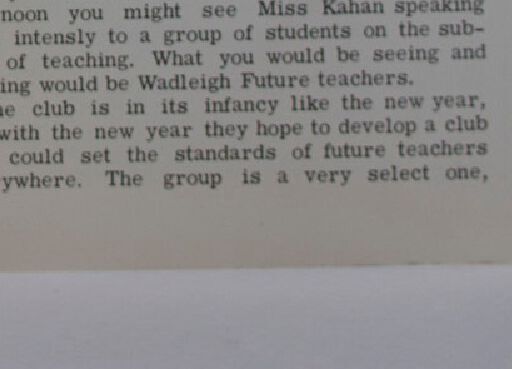 noon you might see Miss Kahan speaking
intensly to a group of students on the sub-
of teaching. What you would be seeing and
ing would be Wadleigh Future teachers.
club is in its infancy like the new year,
with the new year they hope to develop a club
could set the standards of future teachers
ywhere. The group is a very select one,